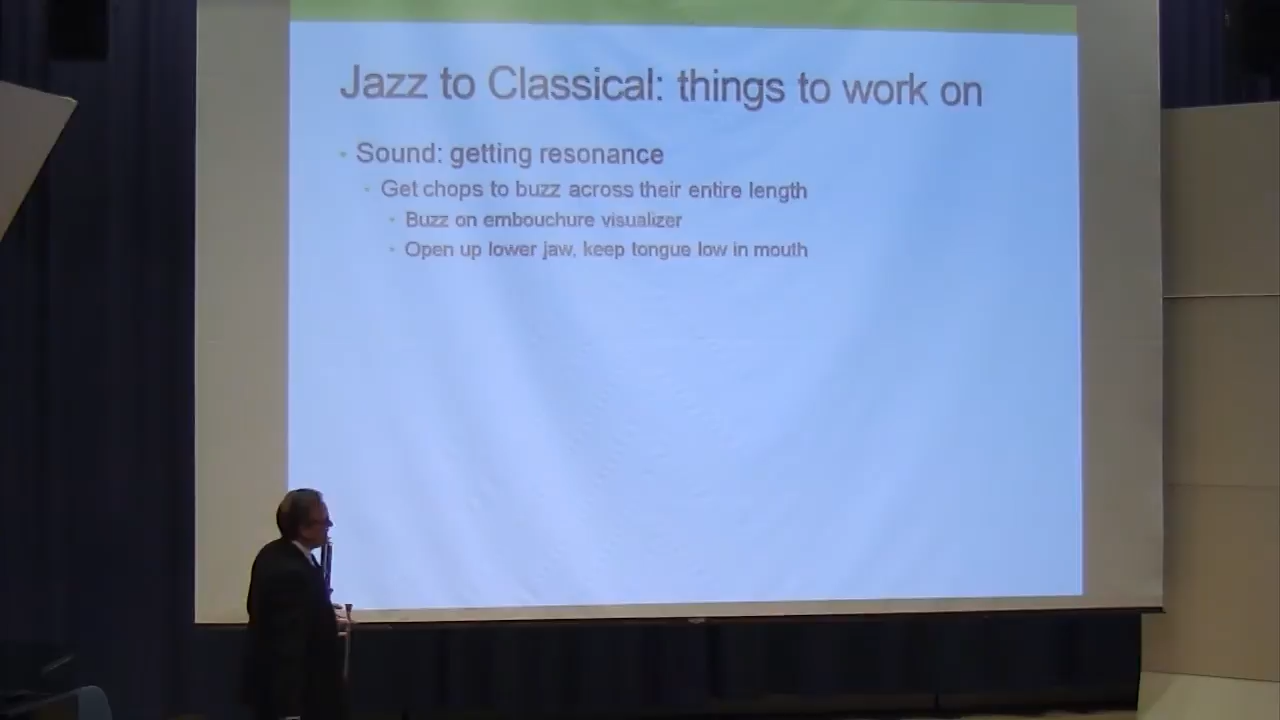 Jazz to Classical: things to work on
Sound: getting resonance
Get chops to buzz across their entire length
Buzz on embouchure visualizer
Open up lower jaw, keep tongue low in mouth